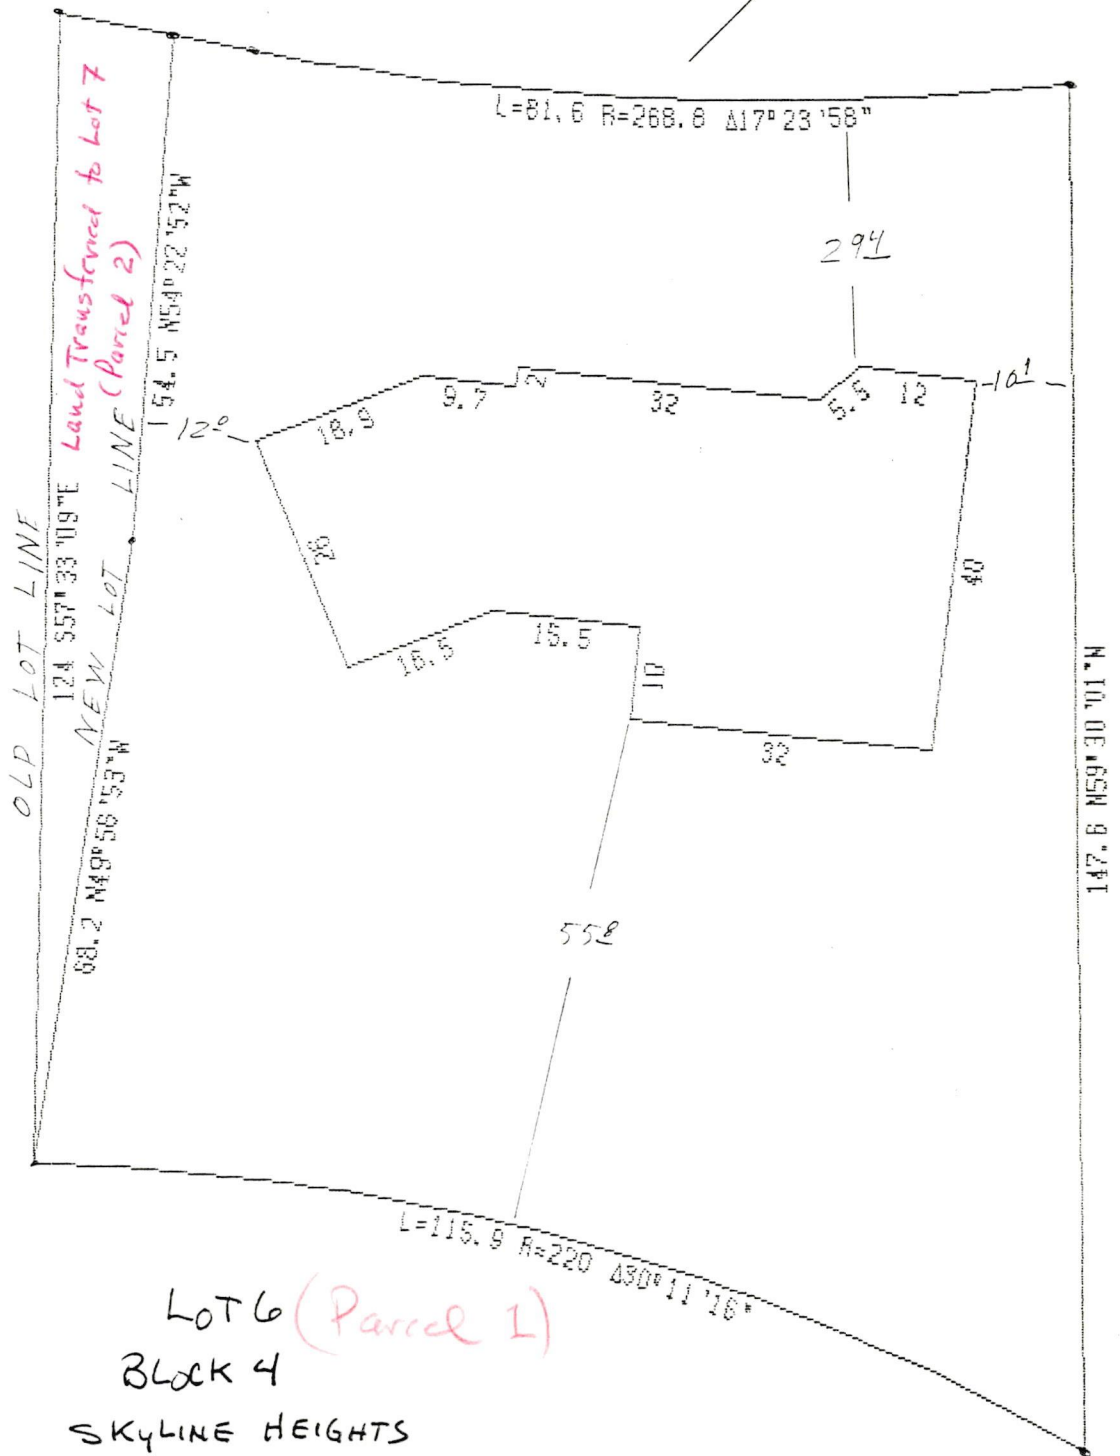 L=81.6 R=268.8 Δ17°23'58"
Land Transferred to Lot 7
(Parcel 2)
54.5 N54°22'52"W
29 4
10 1
12 0
18.9
9.7
2
32
5.5
12
40
26
16.5
15.5
10
32
OLD LOT LINE
124 S57°33'09"E
NEW LOT LINE
68.2 N49°56'53"W
147.8 N59°30'10"W
55 8
L=115.9 R=220 Δ30°11'16"
LOT 6 (Parcel 1)
BLOCK 4
SKYLINE HEIGHTS